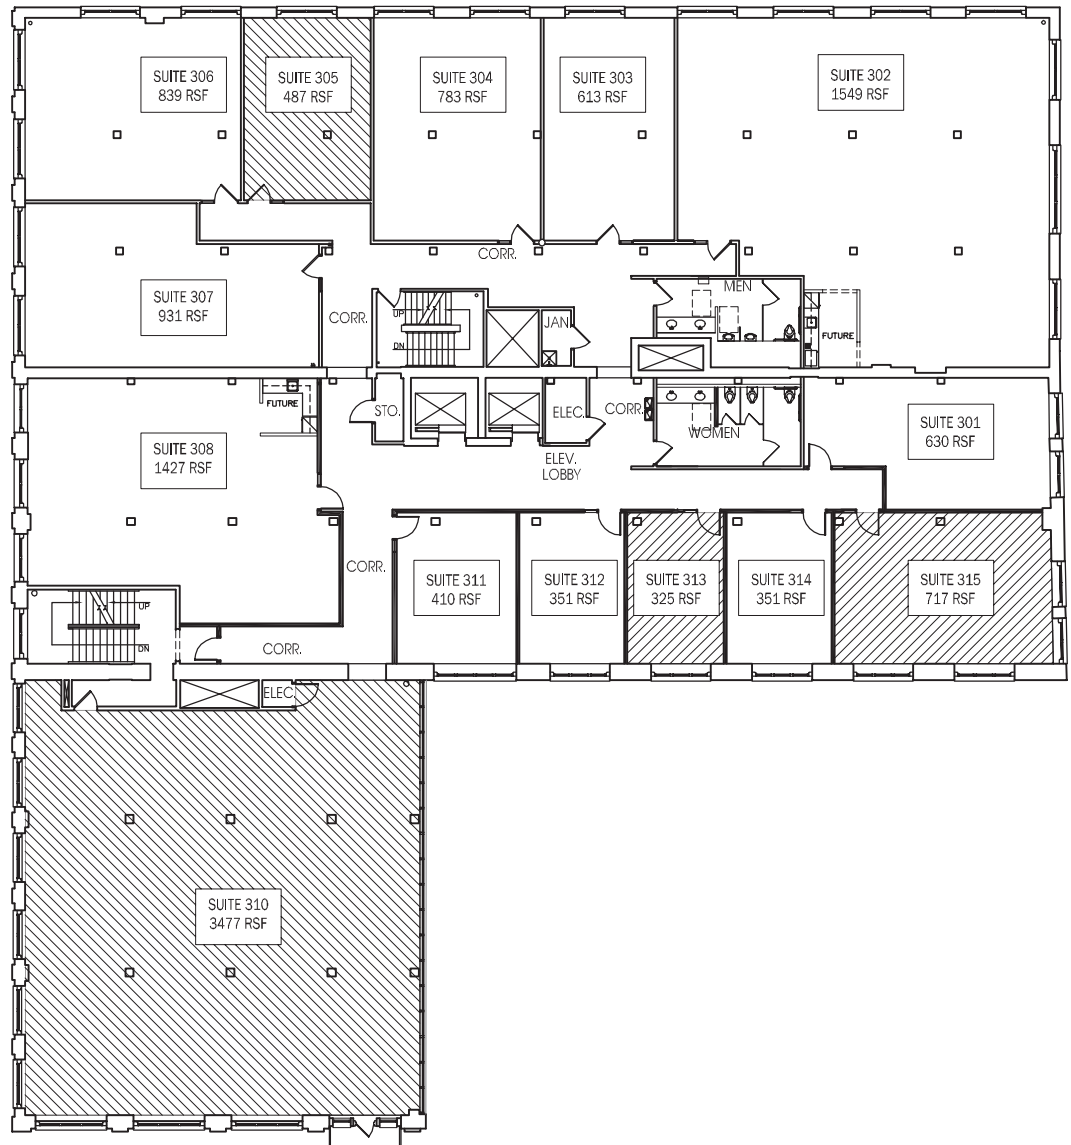 SUITE 306
839 RSF
SUITE 305
487 RSF
SUITE 304
783 RSF
SUITE 303
613 RSF
SUITE 302
1549 RSF
CORR.
SUITE 307
931 RSF
CORR.
UP
DN
JAN.
MEN
FUTURE
FUTURE
STO.
ELEC.
CORR.
WOMEN
SUITE 301
630 RSF
SUITE 308
1427 RSF
ELEV.
LOBBY
CORR.
SUITE 311
410 RSF
SUITE 312
351 RSF
SUITE 313
325 RSF
SUITE 314
351 RSF
SUITE 315
717 RSF
UP
DN
CORR.
ELEC.
SUITE 310
3477 RSF